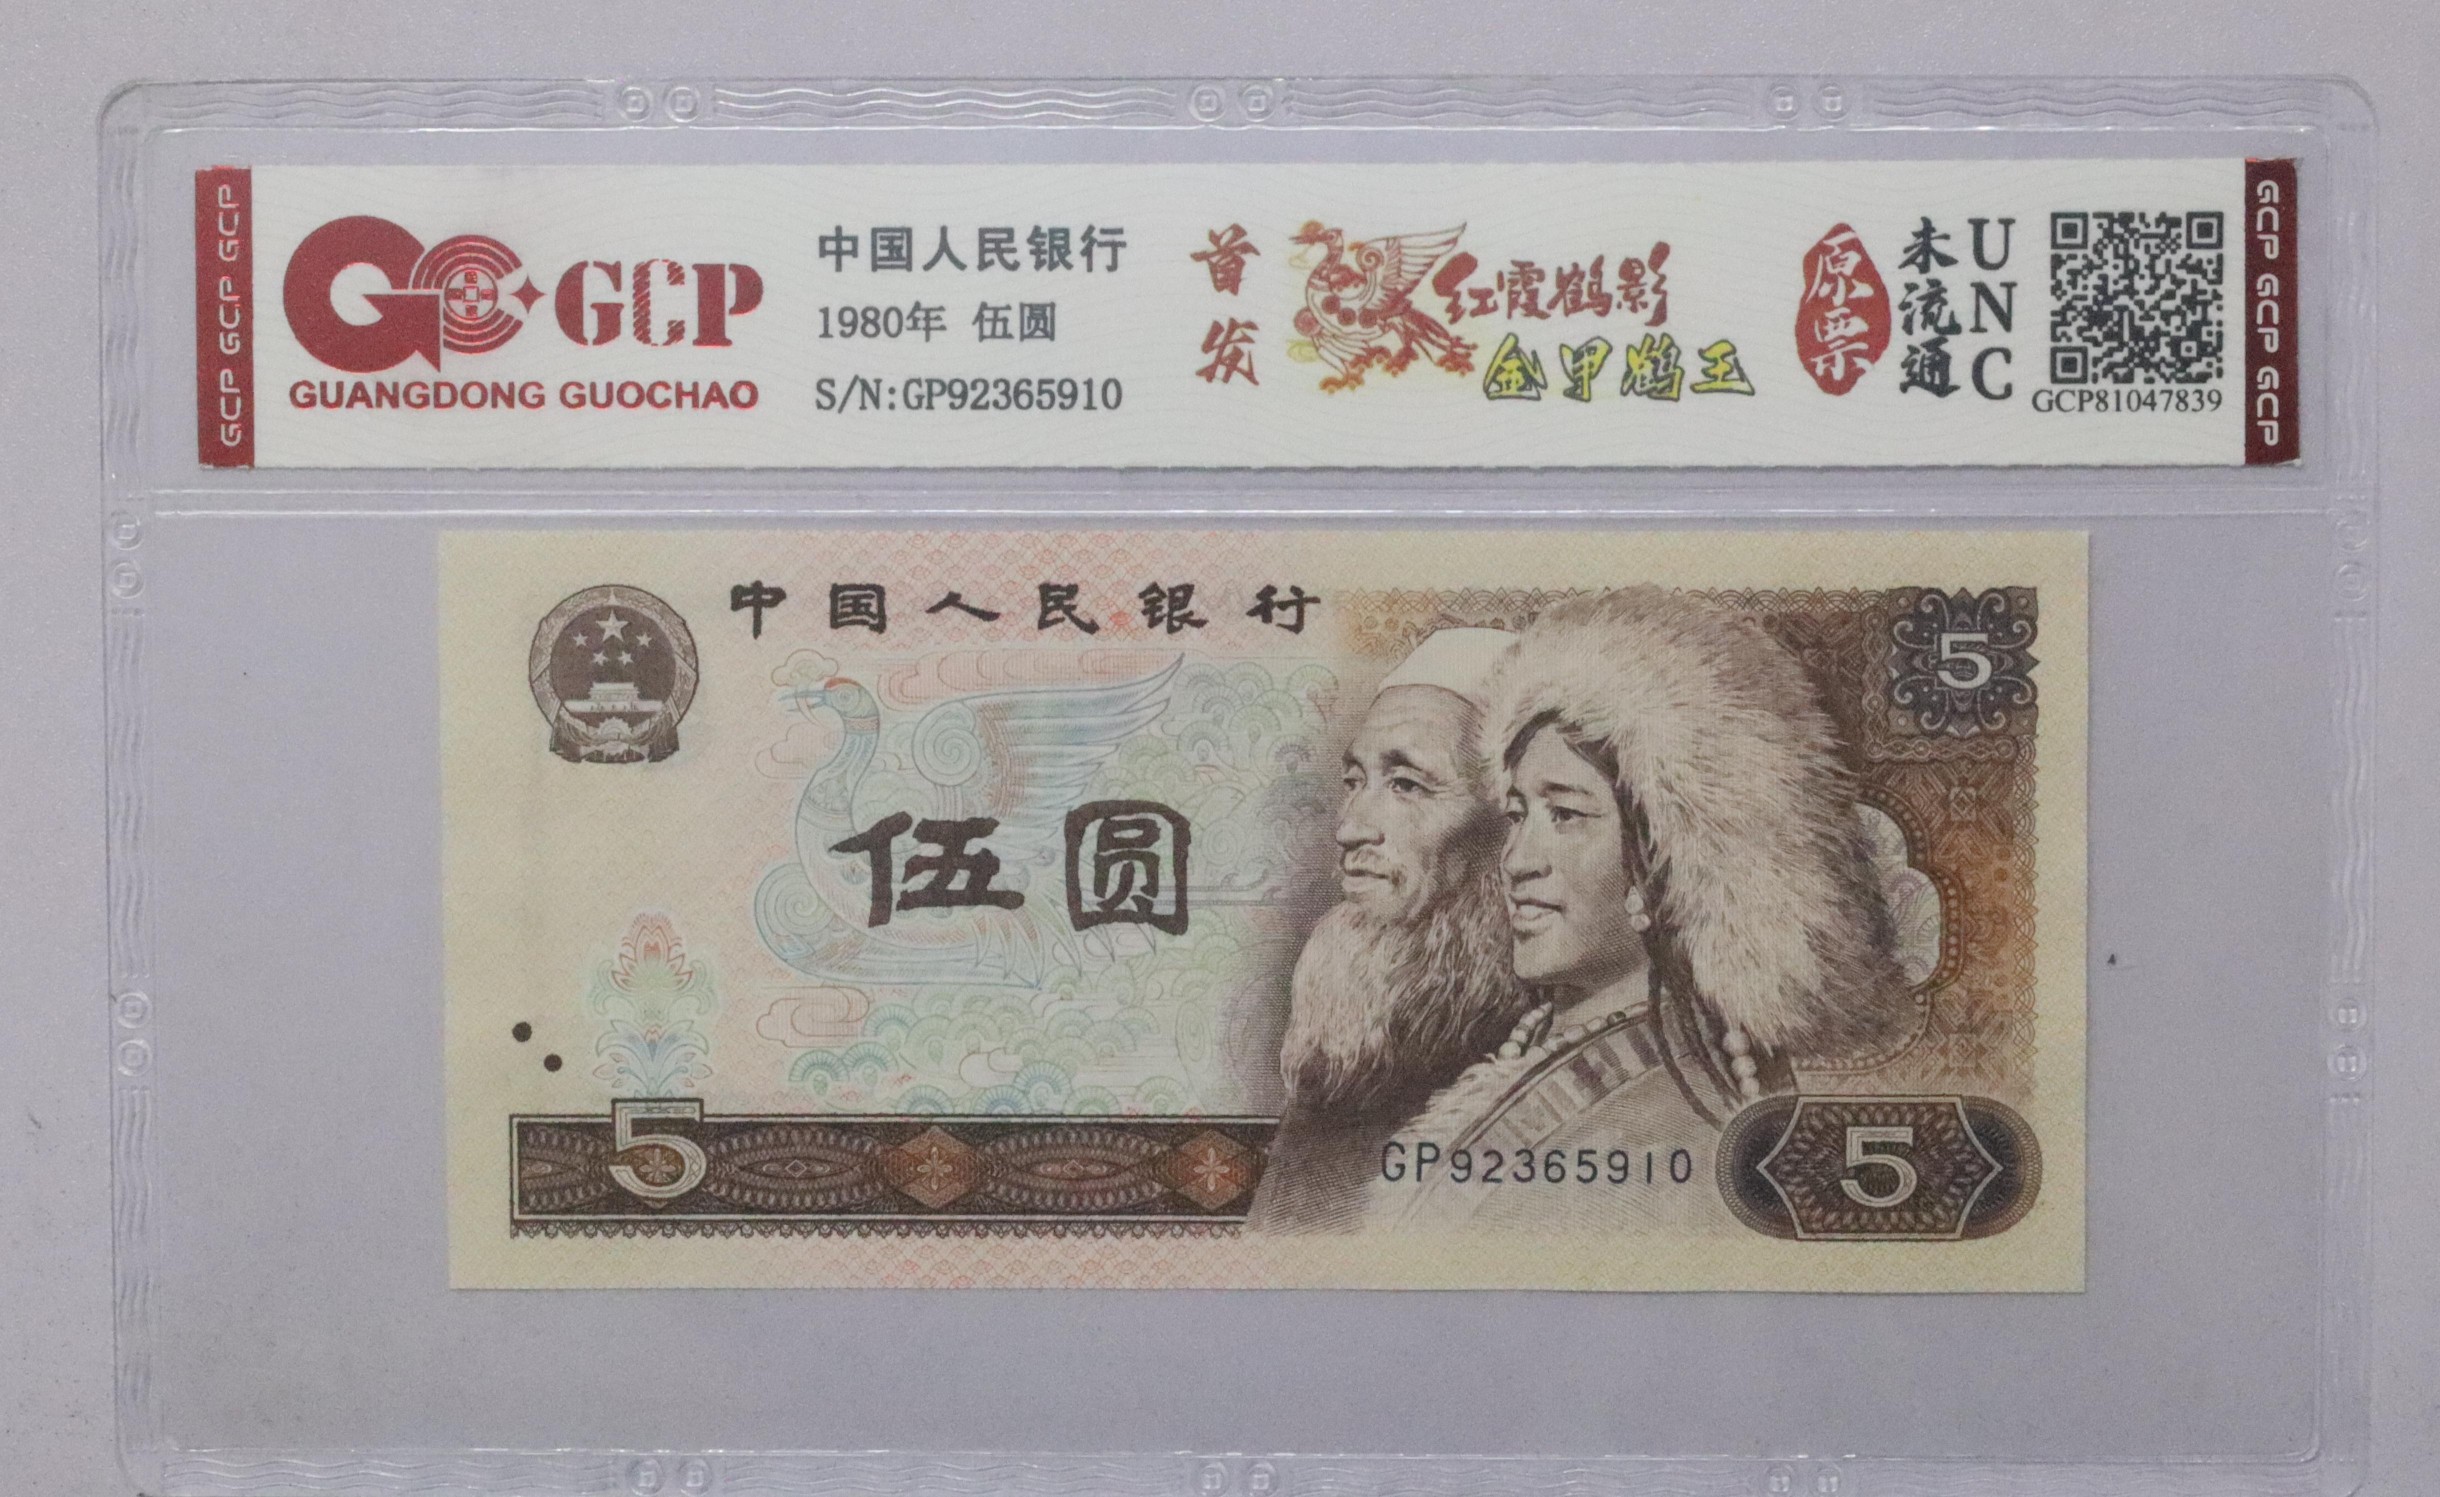 GCP GCP GCP
GCP
GUANGDONG GUOCHAO
中国人民银行
1980年 伍圆
S/N:GP92365910
首发
红霞鹤影
金甲鹤王
原票
未流通
UNC
GCP81047839
GCP GCP GCP
中国人民银行
5
伍圆
5
GP92365910
5